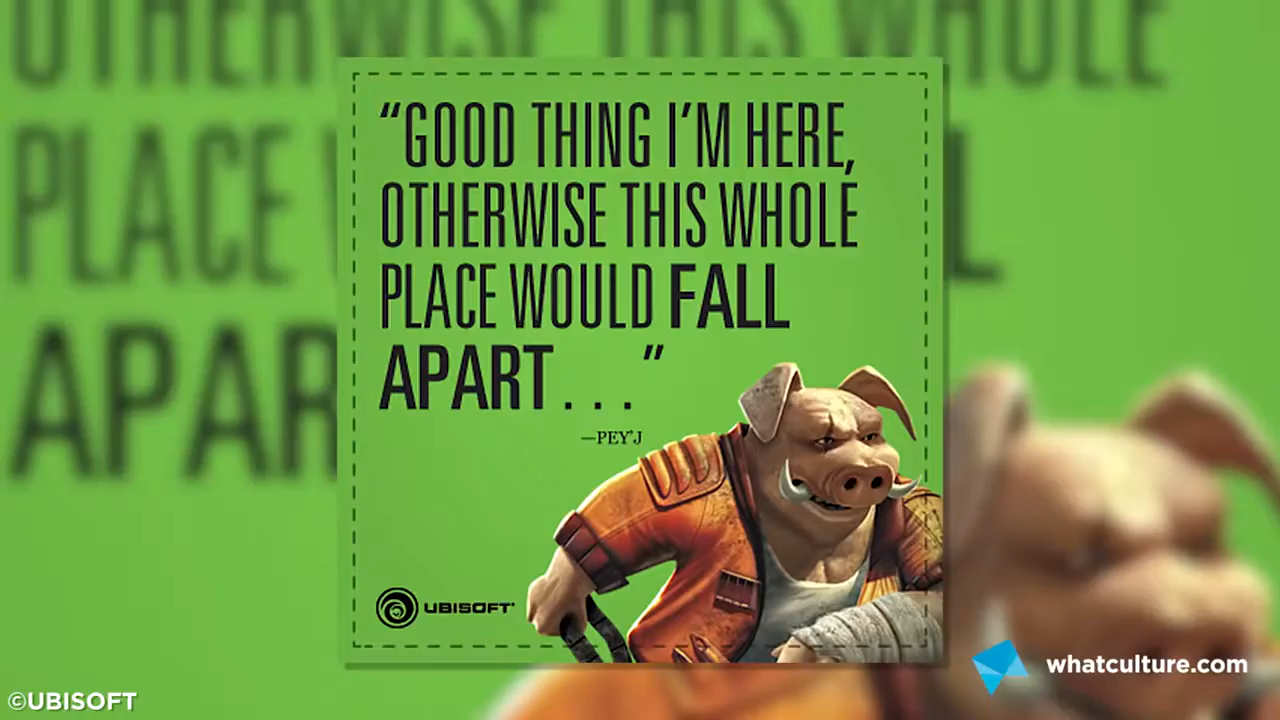 “GOOD THING I’M HERE,
OTHERWISE THIS WHOLE
PLACE WOULD FALL
APART . . . ”
—PEY’J
UBISOFT
whatculture.com
©UBISOFT